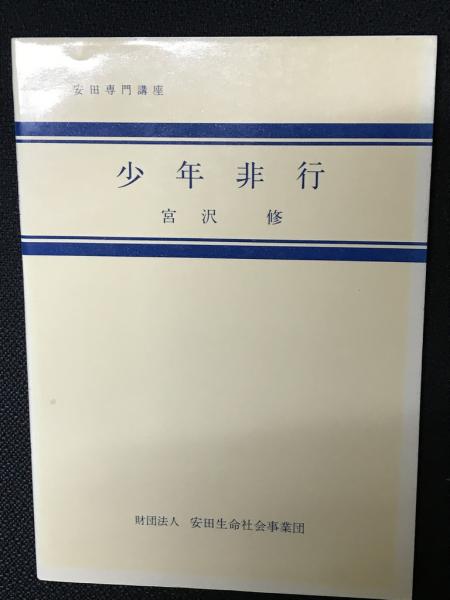 安田専門講座
少年非行
宮沢 修
財団法人 安田生命社会事業団